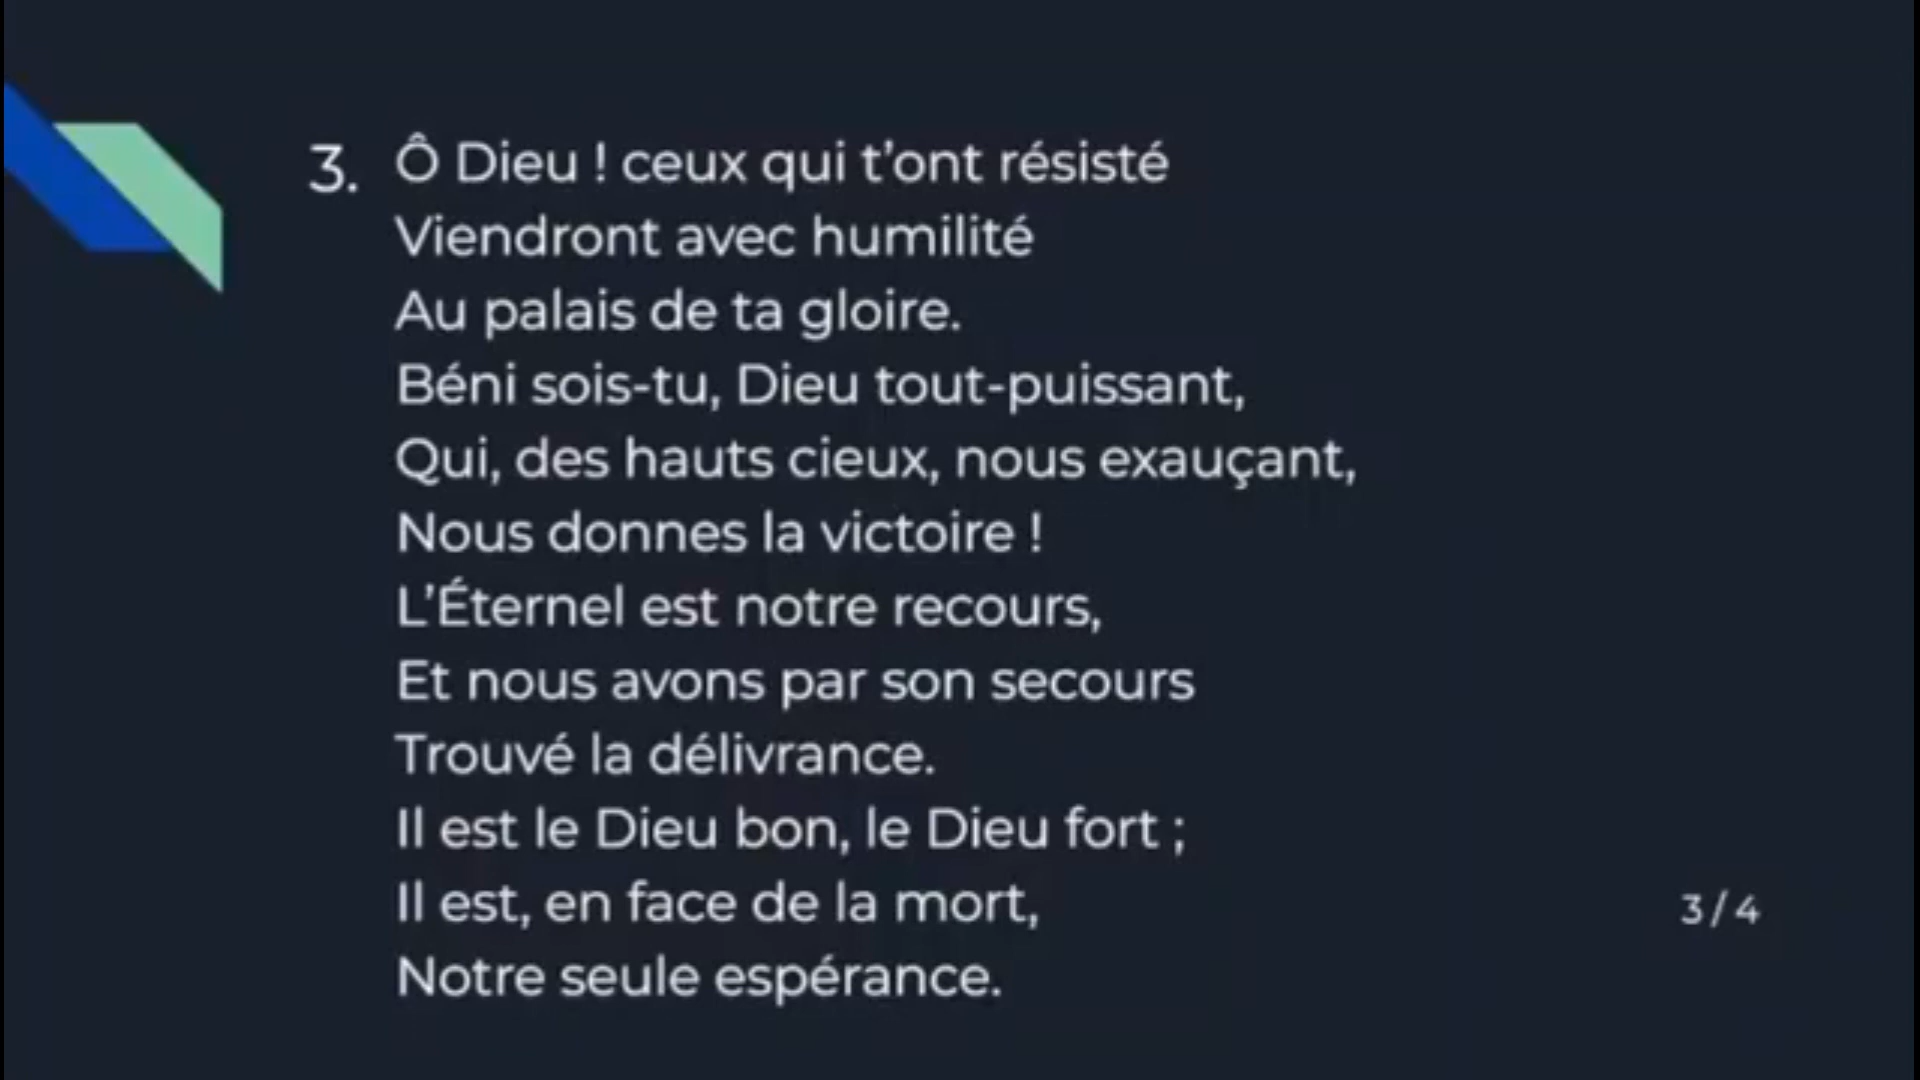 3. Ô Dieu ! ceux qui t’ont résisté
Viendront avec humilité
Au palais de ta gloire.
Béni sois-tu, Dieu tout-puissant,
Qui, des hauts cieux, nous exauçant,
Nous donnes la victoire !
L’Éternel est notre recours,
Et nous avons par son secours
Trouvé la délivrance.
Il est le Dieu bon, le Dieu fort ;
Il est, en face de la mort,
Notre seule espérance.
3 / 4